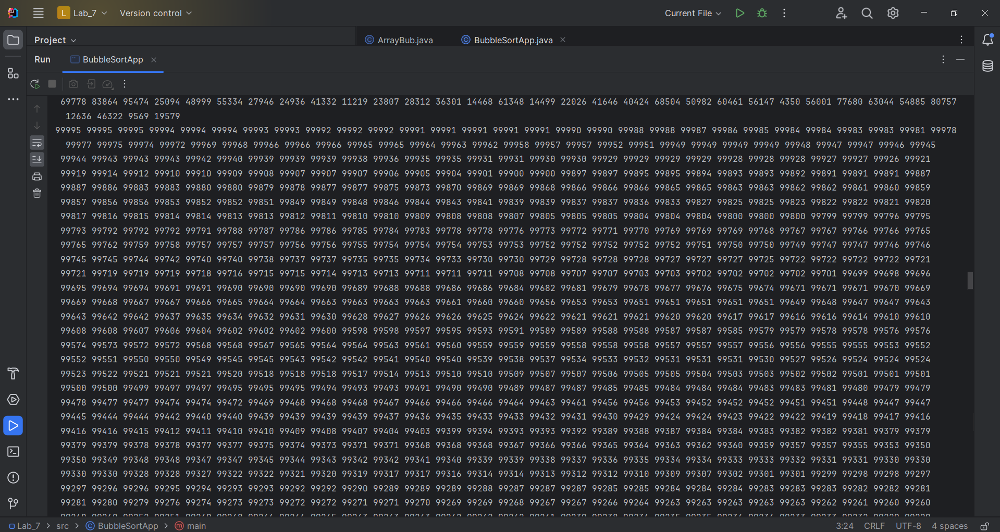 L Lab_7 Version control Current File
Project ArrayBub.java BubbleSortApp.java
Run BubbleSortApp
69778 83864 95474 25094 48999 55334 27946 24936 41332 11219 23807 28312 36301 14468 61348 14499 22026 41646 40424 68504 50982 60461 56147 4350 56001 77680 63044 54885 80757
12636 46322 9569 19579
99995 99995 99995 99994 99994 99994 99993 99993 99992 99992 99992 99991 99991 99991 99991 99991 99990 99990 99988 99988 99987 99986 99985 99984 99984 99983 99983 99981 99978
99977 99975 99974 99972 99969 99968 99966 99966 99966 99965 99965 99964 99963 99962 99958 99957 99957 99952 99951 99949 99949 99949 99949 99948 99947 99947 99946 99945
99944 99943 99943 99943 99942 99940 99939 99939 99939 99938 99936 99935 99935 99931 99931 99930 99930 99929 99929 99929 99929 99928 99928 99928 99927 99927 99926 99921
99919 99914 99912 99910 99910 99909 99908 99907 99907 99907 99906 99905 99904 99901 99900 99900 99897 99897 99895 99895 99894 99893 99893 99892 99891 99891 99891 99887
99887 99886 99883 99883 99880 99880 99879 99878 99877 99877 99875 99873 99870 99869 99869 99868 99866 99866 99866 99865 99865 99863 99863 99862 99862 99861 99860 99859
99857 99856 99856 99853 99852 99852 99851 99849 99849 99848 99846 99844 99843 99841 99839 99839 99837 99837 99836 99833 99827 99825 99825 99823 99822 99822 99821 99820
99817 99816 99815 99814 99814 99813 99813 99812 99811 99810 99810 99809 99808 99808 99807 99805 99805 99805 99804 99804 99804 99800 99800 99800 99799 99799 99796 99795
99793 99792 99792 99792 99791 99788 99787 99786 99786 99785 99784 99783 99778 99778 99776 99773 99772 99771 99770 99769 99769 99769 99768 99767 99767 99766 99766 99765
99765 99762 99759 99758 99757 99757 99757 99756 99756 99755 99754 99754 99754 99753 99753 99752 99752 99752 99752 99752 99751 99750 99750 99749 99747 99747 99746 99746
99745 99745 99744 99742 99740 99740 99738 99737 99737 99735 99735 99734 99733 99730 99730 99729 99728 99728 99728 99727 99727 99727 99725 99722 99722 99722 99722 99721
99721 99719 99719 99719 99718 99716 99715 99715 99714 99713 99713 99711 99711 99711 99708 99708 99707 99707 99703 99703 99702 99702 99702 99702 99701 99699 99698 99696
99695 99694 99694 99691 99691 99690 99690 99690 99690 99689 99688 99688 99686 99686 99684 99682 99681 99679 99678 99677 99676 99675 99674 99671 99671 99671 99670 99669
99669 99668 99667 99667 99666 99665 99664 99664 99663 99663 99663 99663 99661 99660 99660 99656 99653 99653 99651 99651 99651 99651 99651 99649 99648 99647 99647 99643
99643 99642 99642 99637 99635 99634 99632 99631 99630 99628 99627 99626 99626 99625 99624 99622 99621 99621 99621 99620 99620 99617 99617 99616 99616 99614 99610 99610
99608 99608 99607 99606 99604 99602 99602 99602 99600 99598 99598 99597 99595 99593 99591 99589 99589 99588 99588 99587 99587 99585 99579 99579 99578 99578 99576 99576
99574 99573 99572 99572 99568 99568 99567 99565 99564 99564 99563 99561 99560 99559 99559 99559 99558 99558 99558 99557 99557 99557 99556 99556 99555 99555 99553 99552
99552 99551 99550 99550 99549 99545 99545 99543 99542 99542 99541 99540 99540 99539 99538 99537 99534 99533 99532 99531 99531 99531 99530 99527 99526 99524 99524 99524
99523 99522 99521 99521 99521 99520 99518 99518 99518 99517 99514 99513 99510 99510 99509 99507 99507 99506 99505 99505 99504 99503 99503 99502 99502 99501 99501 99501
99500 99500 99499 99497 99497 99495 99495 99495 99494 99493 99493 99491 99490 99490 99489 99487 99487 99485 99485 99484 99484 99484 99483 99483 99481 99480 99479 99479
99478 99477 99477 99474 99474 99472 99469 99468 99468 99468 99467 99466 99466 99466 99464 99463 99461 99456 99456 99453 99452 99452 99452 99451 99451 99448 99447 99447
99445 99444 99444 99442 99440 99440 99439 99439 99439 99439 99437 99436 99435 99433 99433 99432 99431 99430 99429 99424 99424 99423 99422 99422 99419 99418 99417 99416
99416 99416 99415 99412 99411 99410 99410 99409 99408 99407 99404 99403 99399 99394 99393 99393 99392 99389 99388 99387 99384 99384 99383 99382 99382 99381 99379 99379
99379 99379 99378 99378 99377 99377 99375 99374 99373 99371 99371 99368 99368 99368 99367 99366 99366 99365 99364 99363 99362 99360 99359 99357 99357 99355 99353 99350
99350 99349 99348 99348 99347 99347 99345 99344 99343 99342 99342 99341 99340 99339 99339 99338 99337 99336 99335 99334 99334 99333 99333 99332 99331 99331 99330 99330
99330 99330 99328 99328 99327 99322 99322 99321 99320 99319 99317 99317 99316 99314 99314 99313 99312 99312 99310 99309 99307 99302 99301 99301 99299 99298 99298 99297
99297 99296 99296 99295 99294 99293 99293 99292 99292 99290 99289 99289 99289 99288 99287 99287 99287 99285 99285 99284 99284 99284 99283 99283 99283 99282 99282 99281
99281 99280 99279 99276 99274 99273 99273 99272 99272 99271 99271 99270 99269 99269 99268 99267 99267 99266 99264 99263 99263 99263 99263 99263 99262 99261 99260 99260
Lab_7 > src > BubbleSortApp > main 3:24 CRLF UTF-8 4 spaces